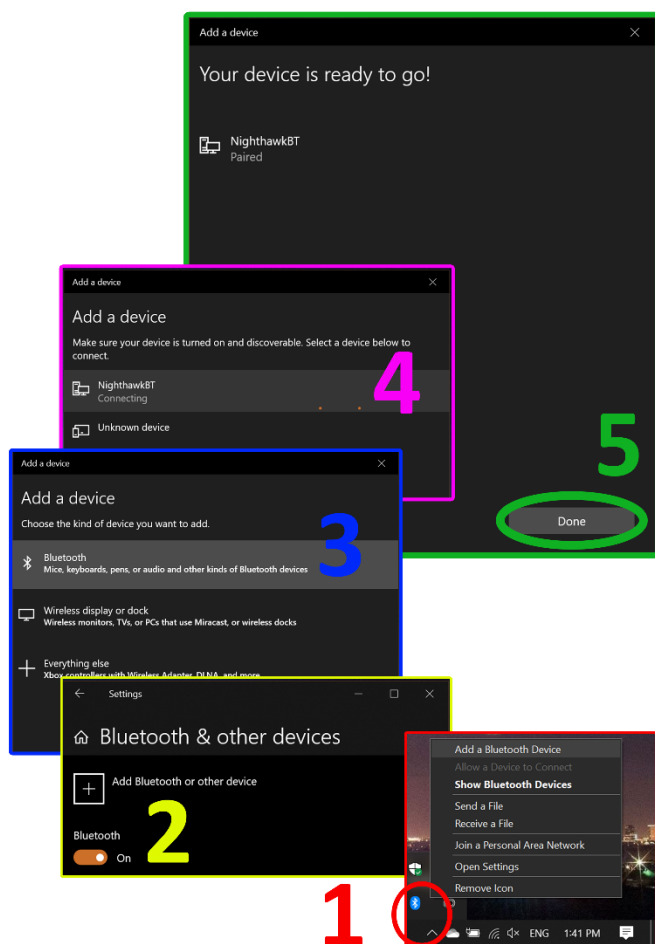 Add a device
Your device is ready to go!
NighthawkBT
Paired
Add a device
Add a device
Make sure your device is turned on and discoverable. Select a device below to
connect.
NighthawkBT
Connecting
Unknown device
4
5
Done
Add a device
Add a device
Choose the kind of device you want to add.
3
Bluetooth
Mice, keyboards, pens, or audio and other kinds of Bluetooth devices
Wireless display or dock
Wireless monitors, TVs, or PCs that use Miracast, or wireless docks
Everything else
Xbox controllers with Wireless Adapter, DLNA, and more
Settings
Bluetooth & other devices
Add Bluetooth or other device
2
Bluetooth
On
Add a Bluetooth Device
Allow a Device to Connect
Show Bluetooth Devices
Send a File
Receive a File
Join a Personal Area Network
Open Settings
Remove Icon
1
ENG 1:41 PM